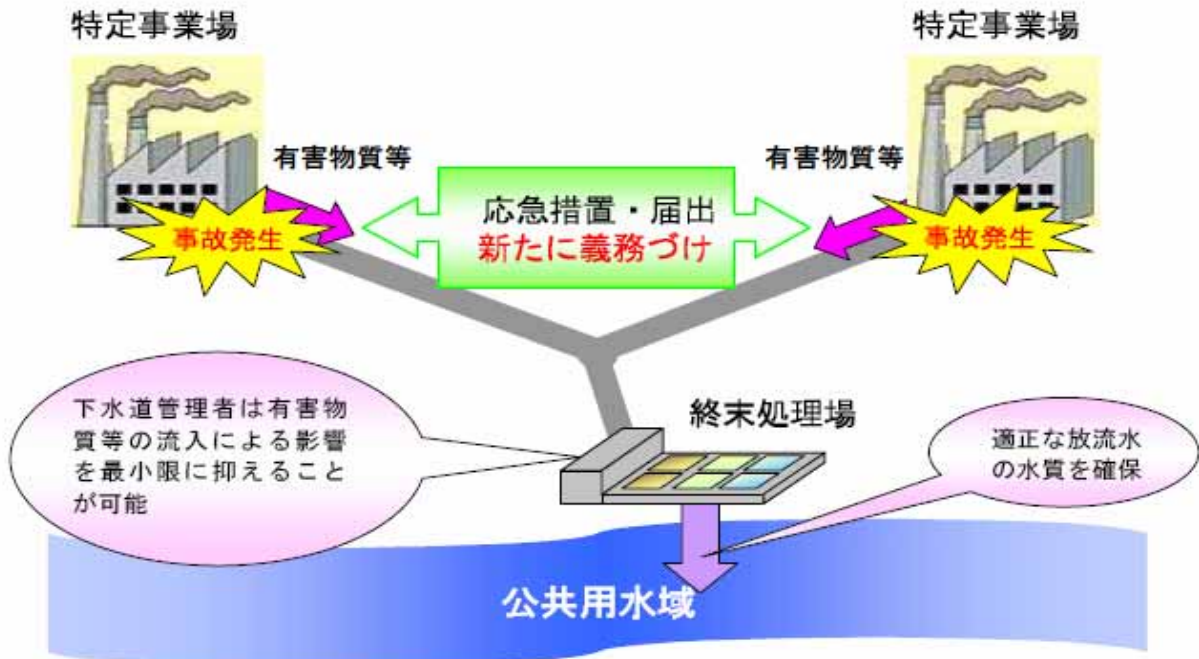 特定事業場
特定事業場
有害物質等
有害物質等
応急措置・届出
新たに義務づけ
事故発生
事故発生
下水道管理者は有害物
質等の流入による影響
を最小限に抑えること
が可能
終末処理場
適正な放流水
の水質を確保
公共用水域